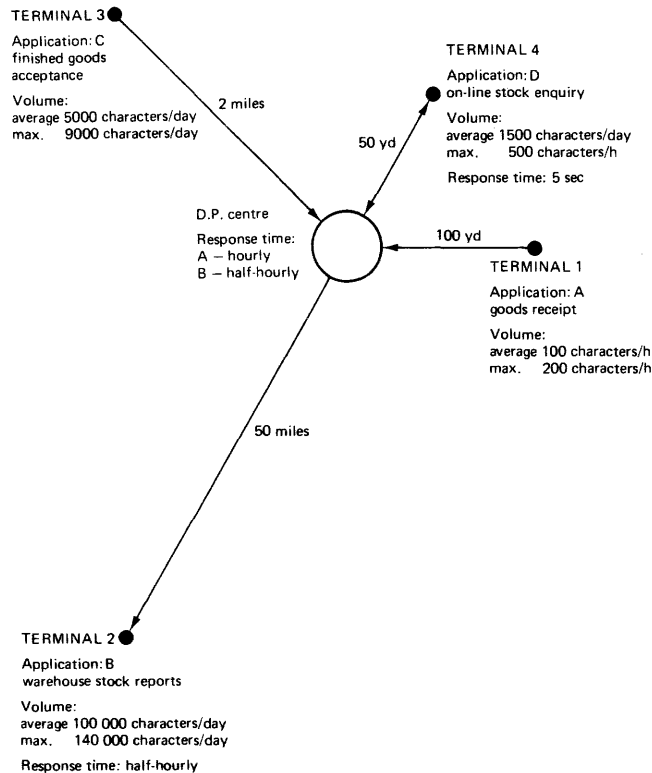 TERMINAL 3
Application: C
finished goods
acceptance
Volume:
average 5000 characters/day
max. 9000 characters/day
2 miles
TERMINAL 4
Application: D
on-line stock enquiry
Volume:
average 1500 characters/day
max. 500 characters/h
Response time: 5 sec
50 yd
D.P. centre
Response time:
A – hourly
B – half-hourly
100 yd
TERMINAL 1
Application: A
goods receipt
Volume:
average 100 characters/h
max. 200 characters/h
50 miles
TERMINAL 2
Application: B
warehouse stock reports
Volume:
average 100 000 characters/day
max. 140 000 characters/day
Response time: half-hourly